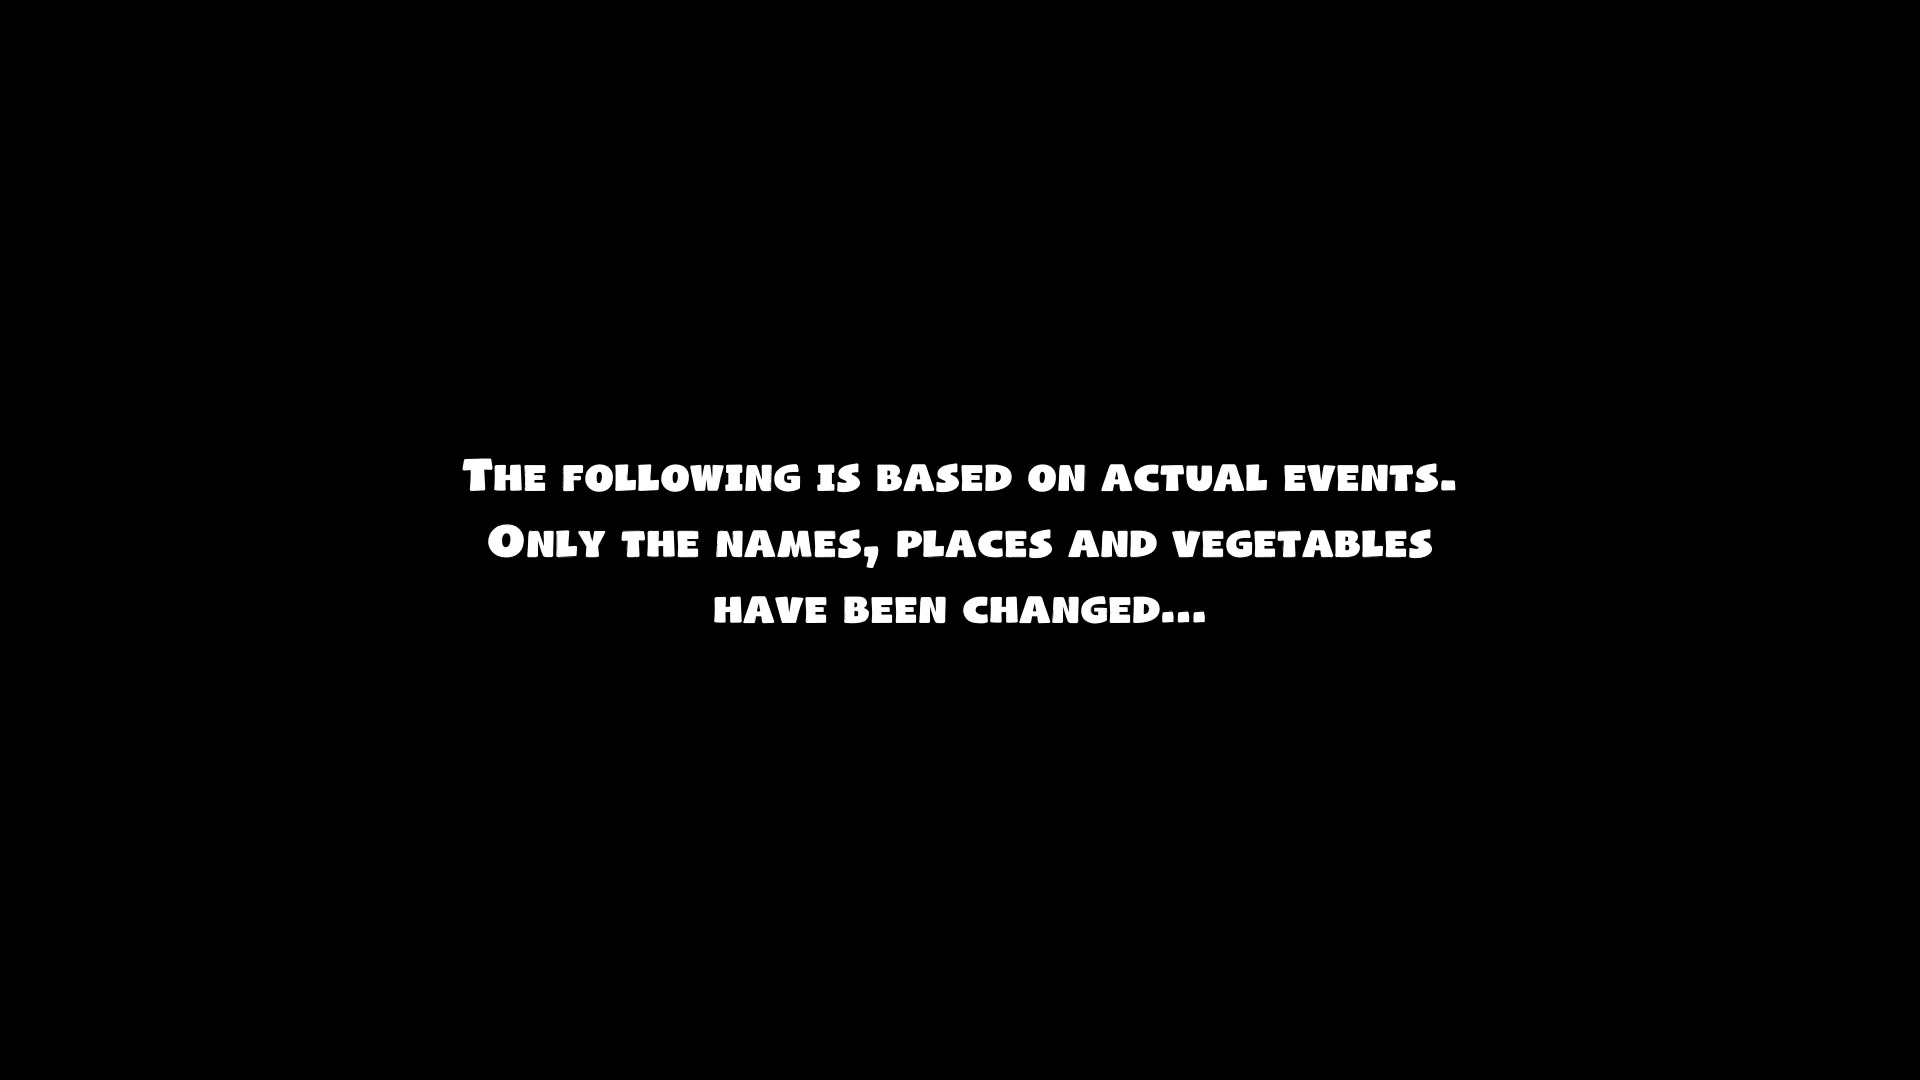 The following is based on actual events.
Only the names, places and vegetables
have been changed...